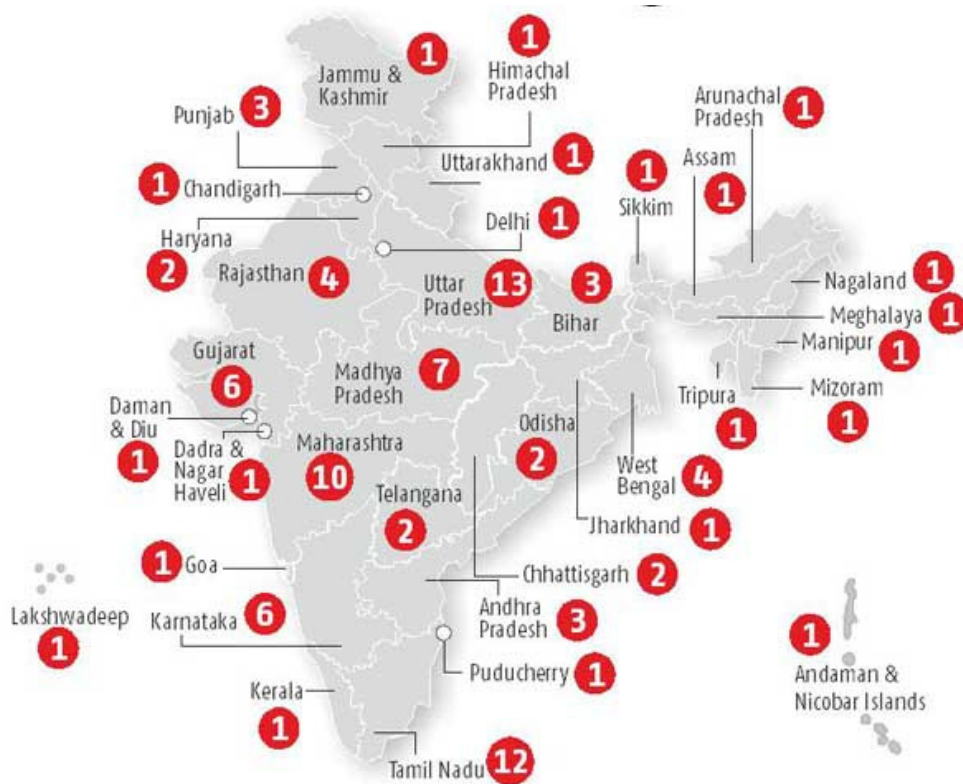 1
Jammu &
Kashmir
1
Himachal
Pradesh
Punjab 3
Arunachal
Pradesh 1
Uttarakhand 1
Assam
1
1
Sikkim
1 Chandigarh
Delhi 1
Haryana
2
Rajasthan 4
Uttar
Pradesh 13
3
Bihar
Nagaland 1
Meghalaya 1
Manipur
1
Gujarat
6
Madhya
Pradesh 7
Tripura
1
Mizoram
1
Daman
& Diu
1
Dadra &
Nagar
Haveli 1
Maharashtra
10
Odisha
2
West
Bengal 4
Telangana
2
Jharkhand 1
1 Goa
Chhattisgarh 2
Lakshwadeep
1
Karnataka 6
Andhra
Pradesh 3
1
Andaman &
Nicobar Islands
Puducherry 1
Kerala
1
Tamil Nadu 12